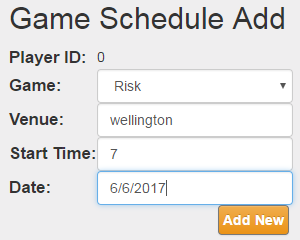 Game Schedule Add
Player ID: 0
Game: Risk
Venue: wellington
Start Time: 7
Date: 6/6/2017
Add New